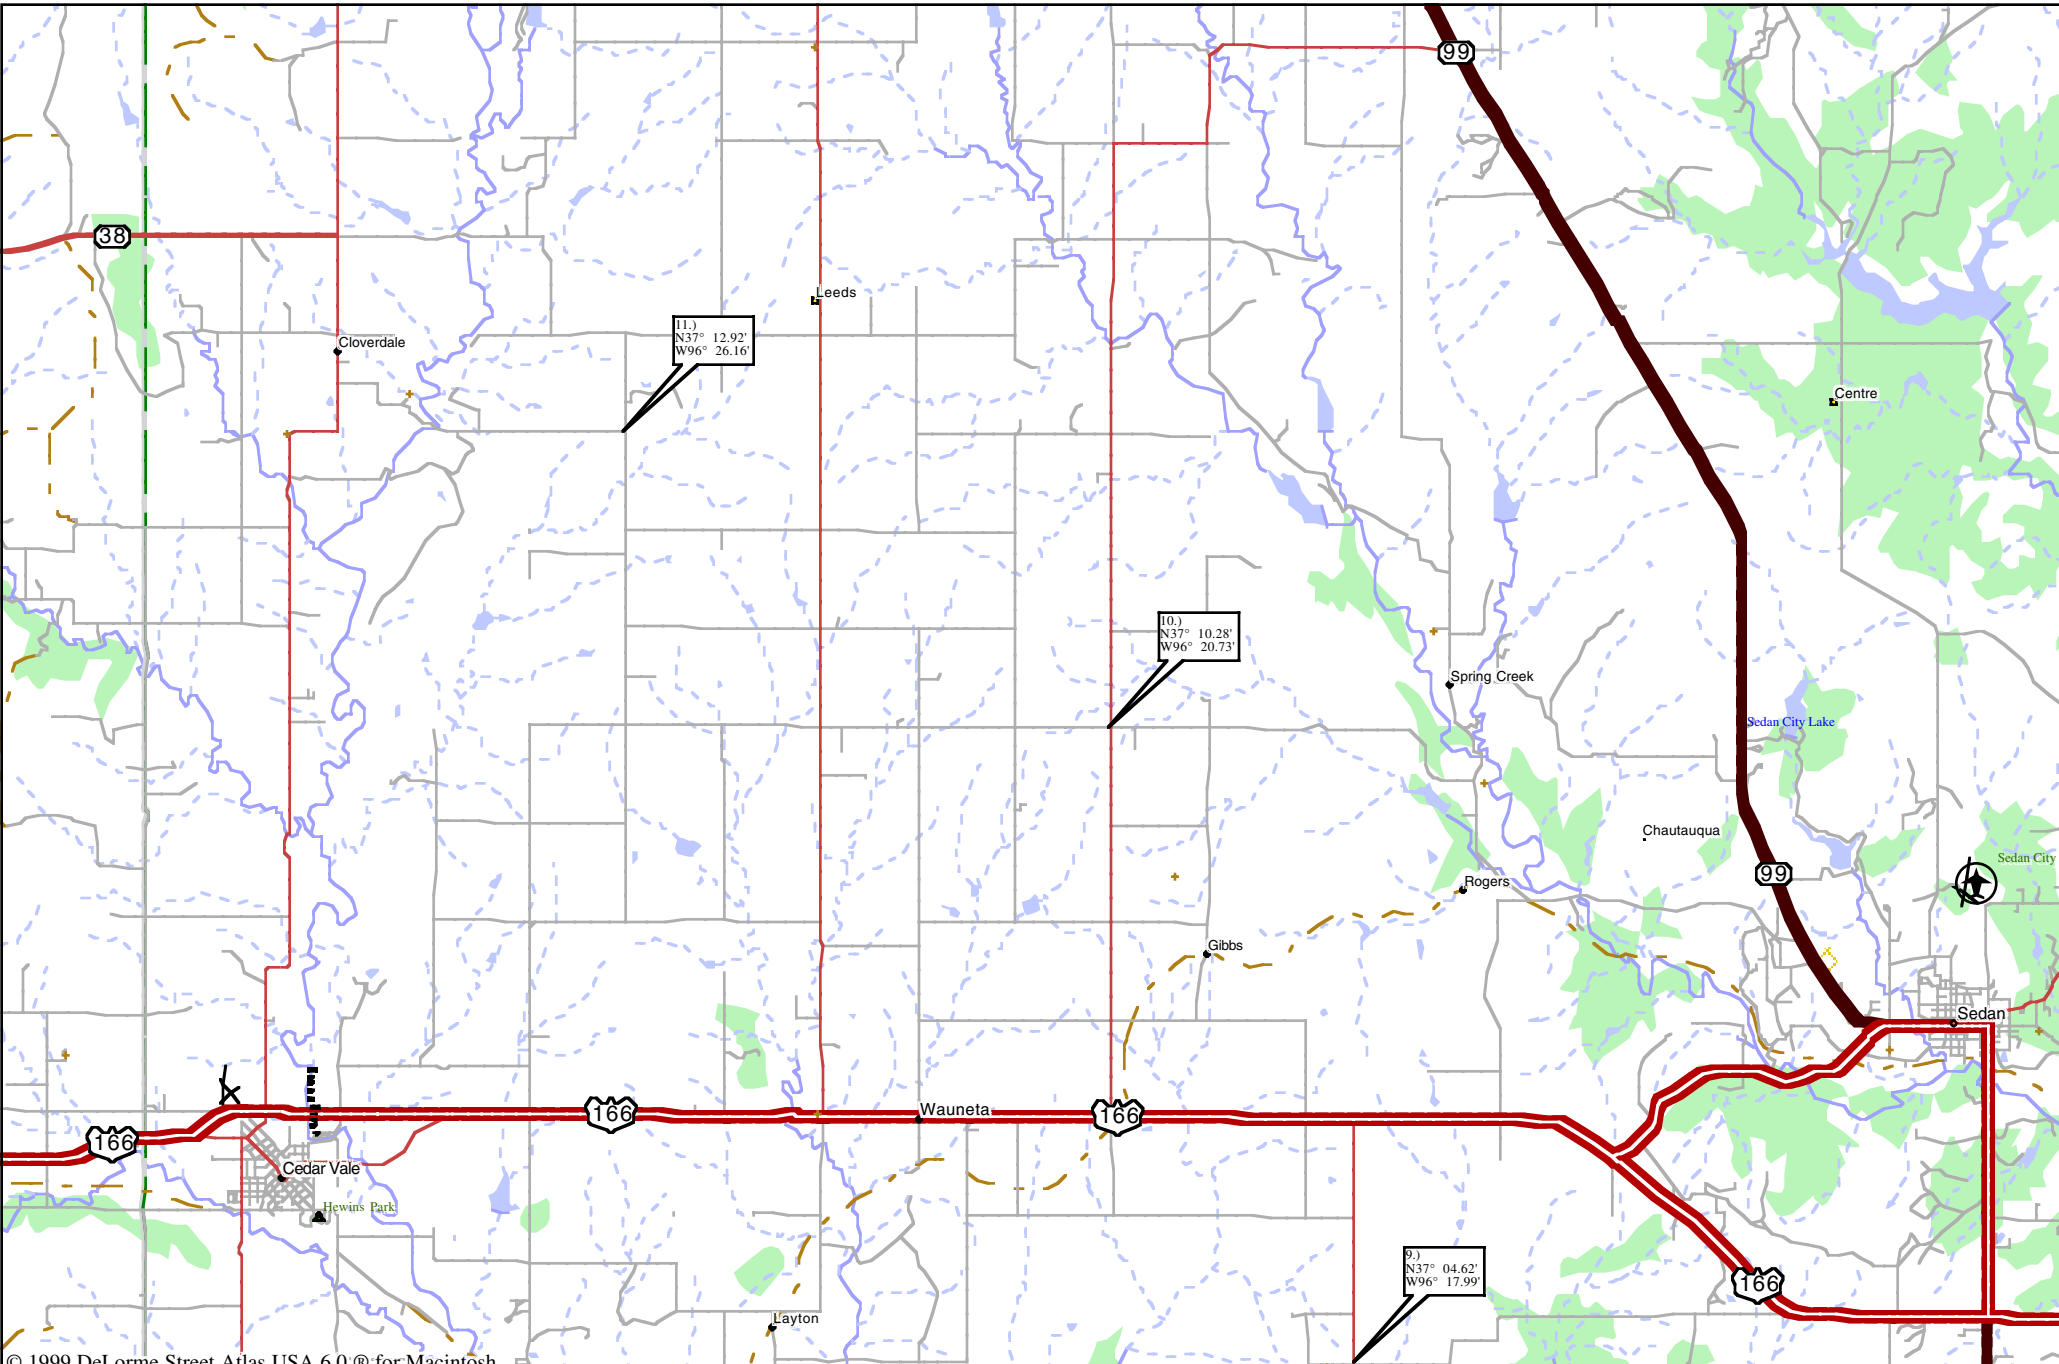 99
38
Leeds
11.)
N37° 12.92'
W96° 26.16'
Cloverdale
Centre
10.)
N37° 10.28'
W96° 20.73'
Spring Creek
Sedan City Lake
Chautauqua
Sedan City
99
Rogers
Gibbs
Sedan
166
166
Wauneta
166
Cedar Vale
Hewins Park
9.)
N37° 04.62'
W96° 17.99'
166
Layton
© 1999 DeLorme Street Atlas USA 6.0 ® for Macintosh